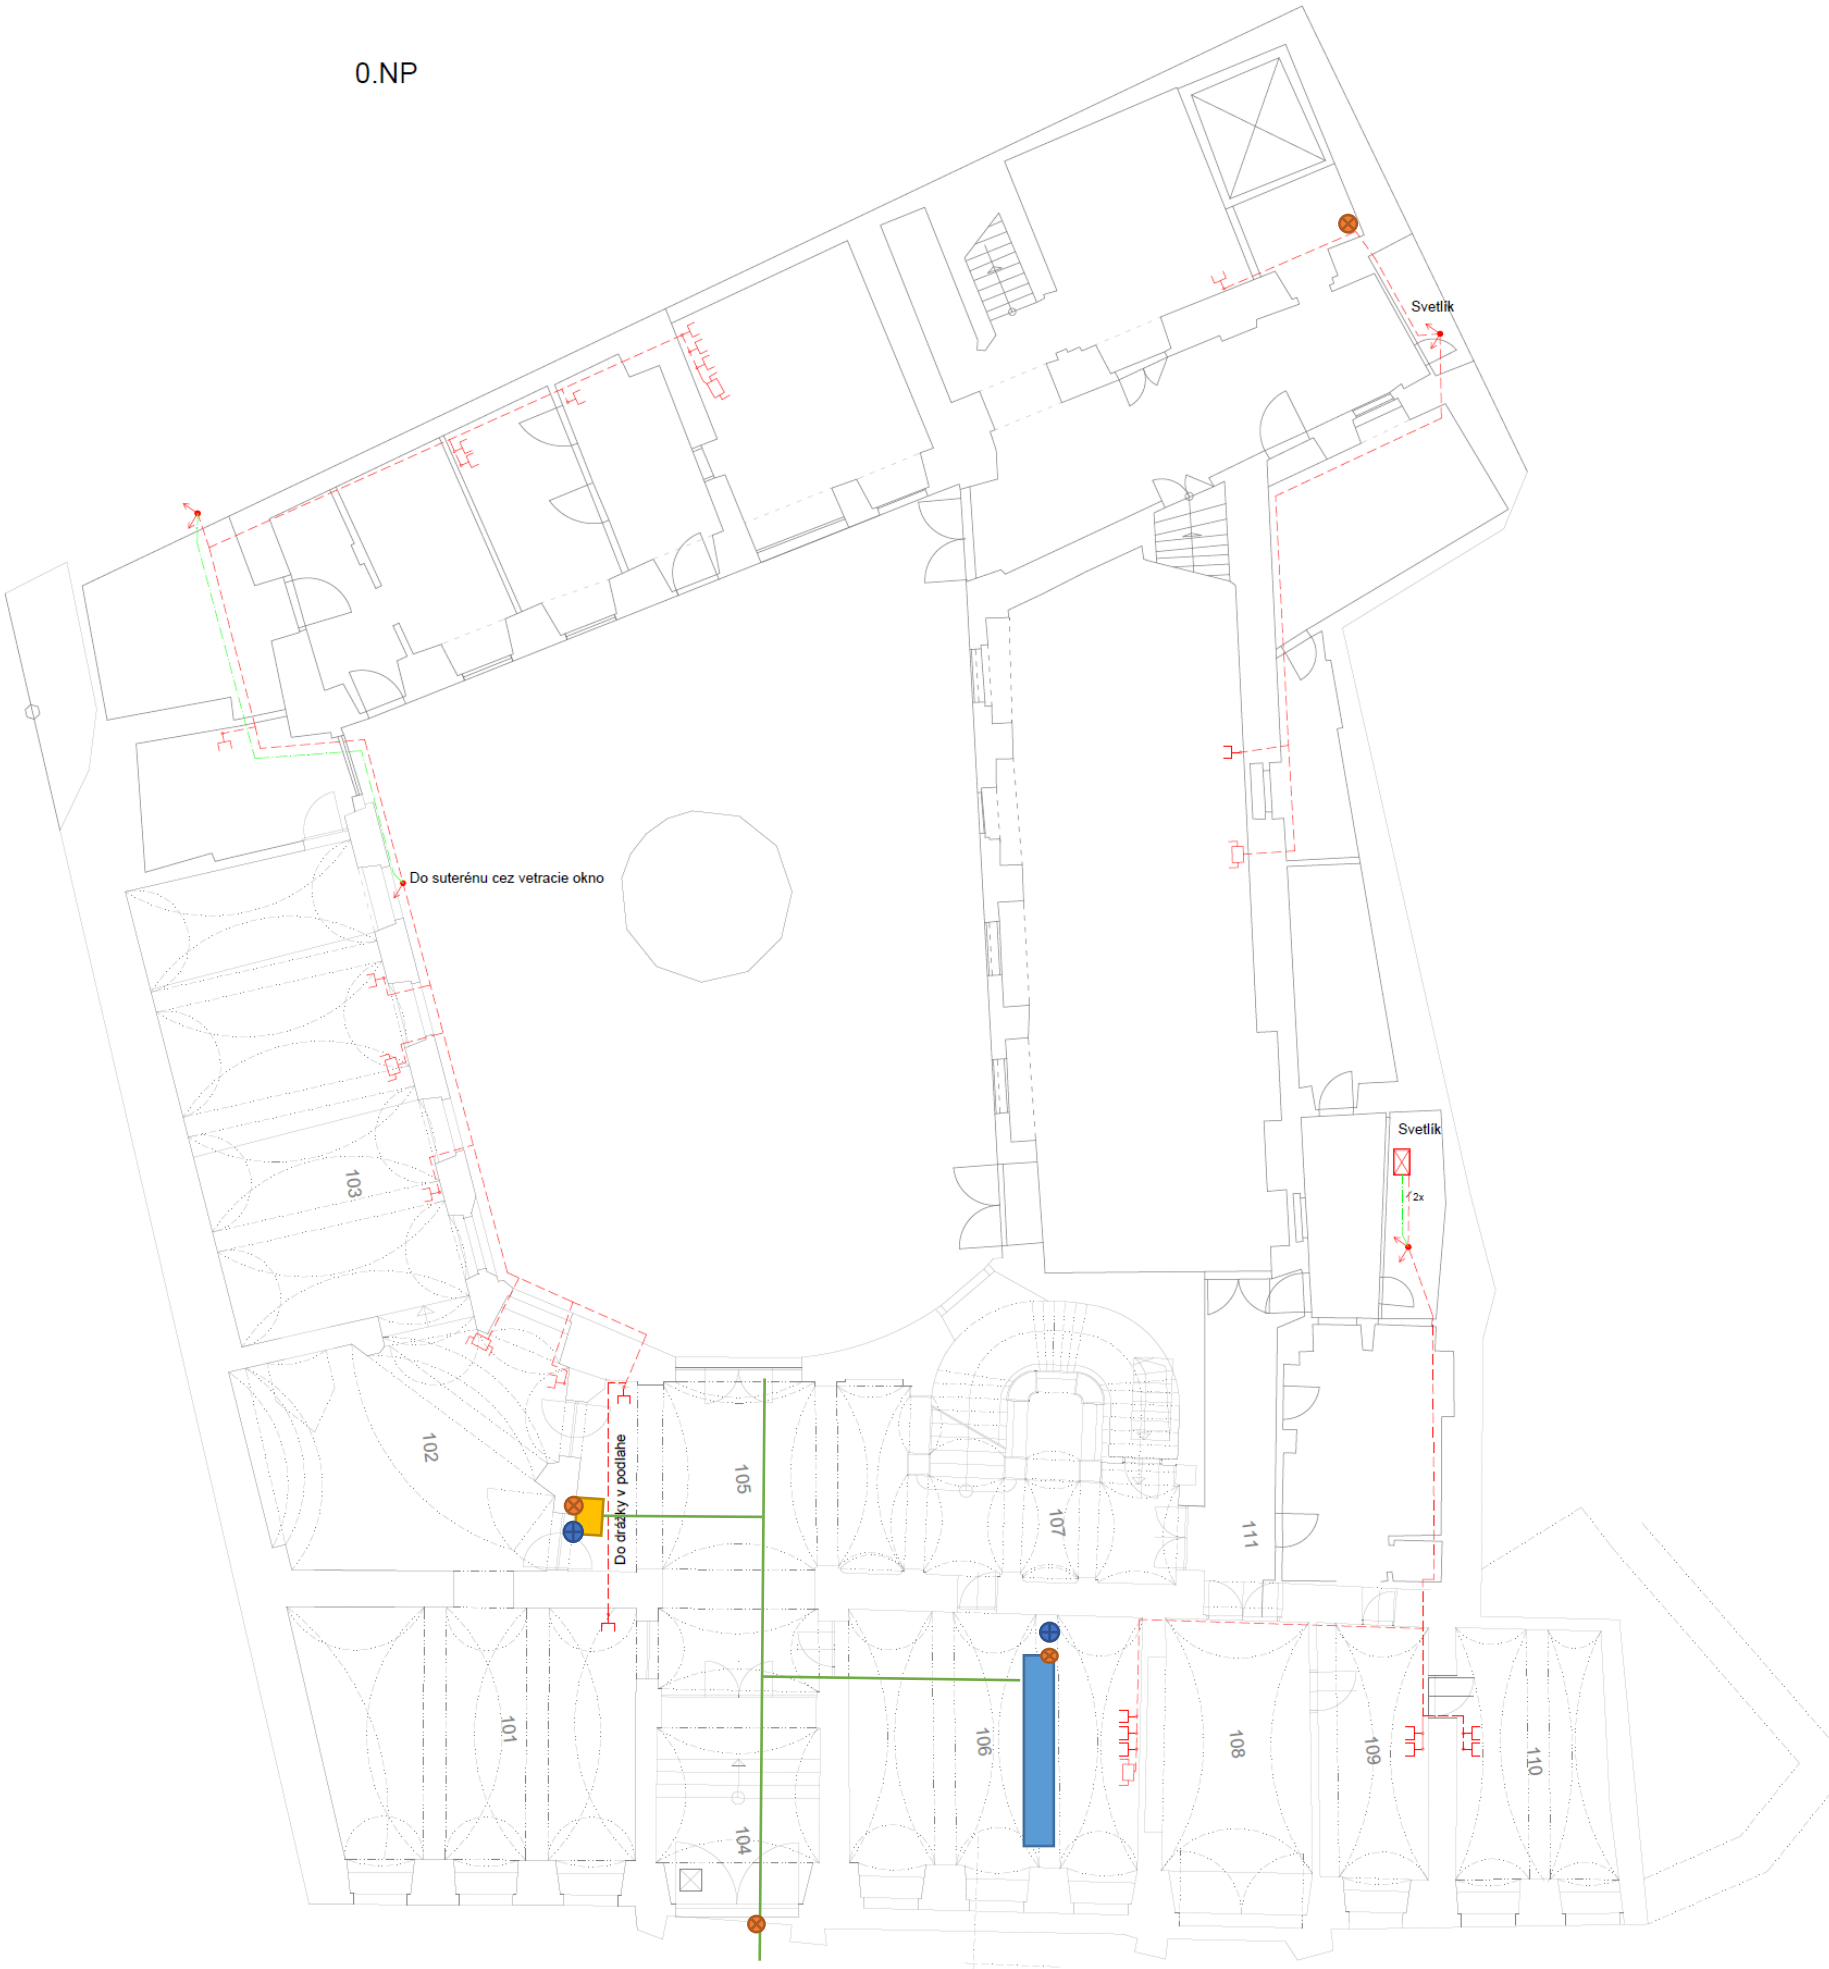 0.NP
Svetlík
Do suterénu cez vetracie okno
Svetlík
2x
103
102
105
Do drážky v podlahe
107
111
101
106
108
109
110
104